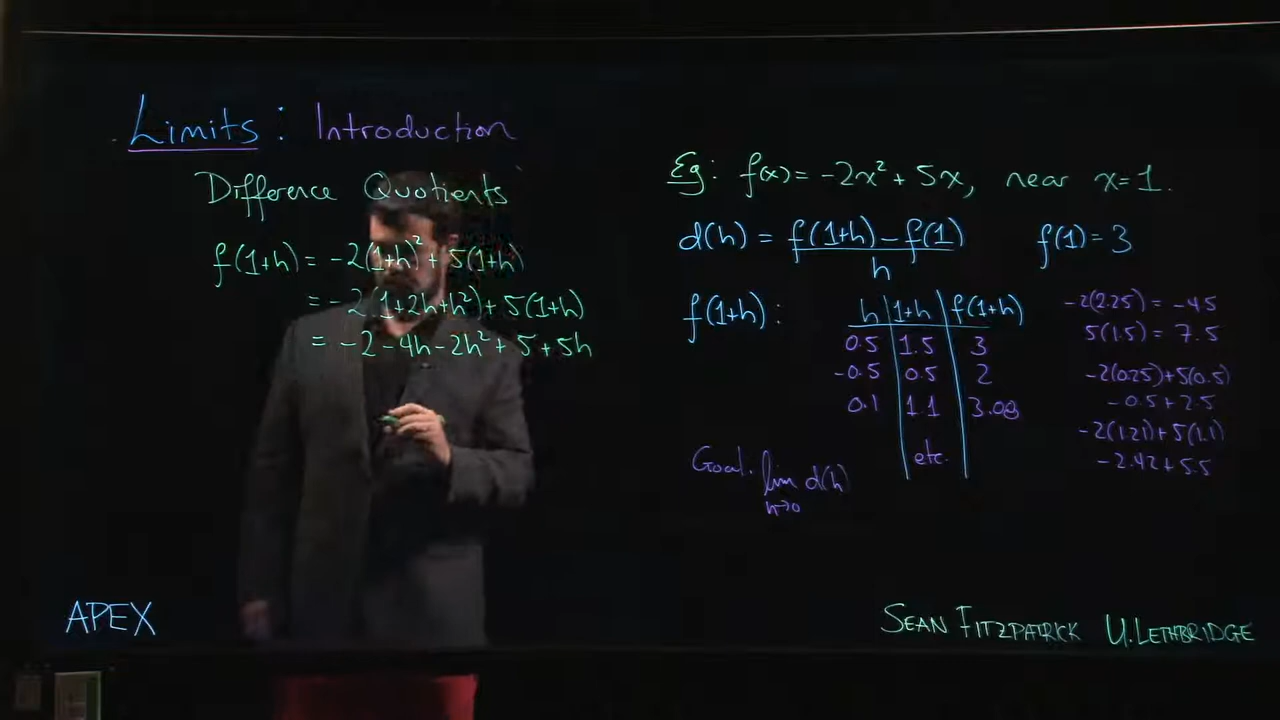 Limits: Introduction
Difference Quotients
f(1+h) = -2(1+h)² + 5(1+h)
= -2(1+2h+h²) + 5(1+h)
= -2-4h-2h²+5+5h
Eg: f(x) = -2x² + 5x, near x=1.
d(h) = f(1+h) - f(1) / h
f(1) = 3
f(1+h):
h | 1+h | f(1+h)
0.5 | 1.5 | 3
-0.5 | 0.5 | 2
0.1 | 1.1 | 3.08
etc.
-2(2.25) = -4.5
5(1.5) = 7.5
-2(0.25)+5(0.5)
-0.5+2.5
-2(1.21)+5(1.1)
-2.42+5.5
Goal. lim d(h)
h→0
APEX
SEAN FITZPATRICK U.LETHBRIDGE